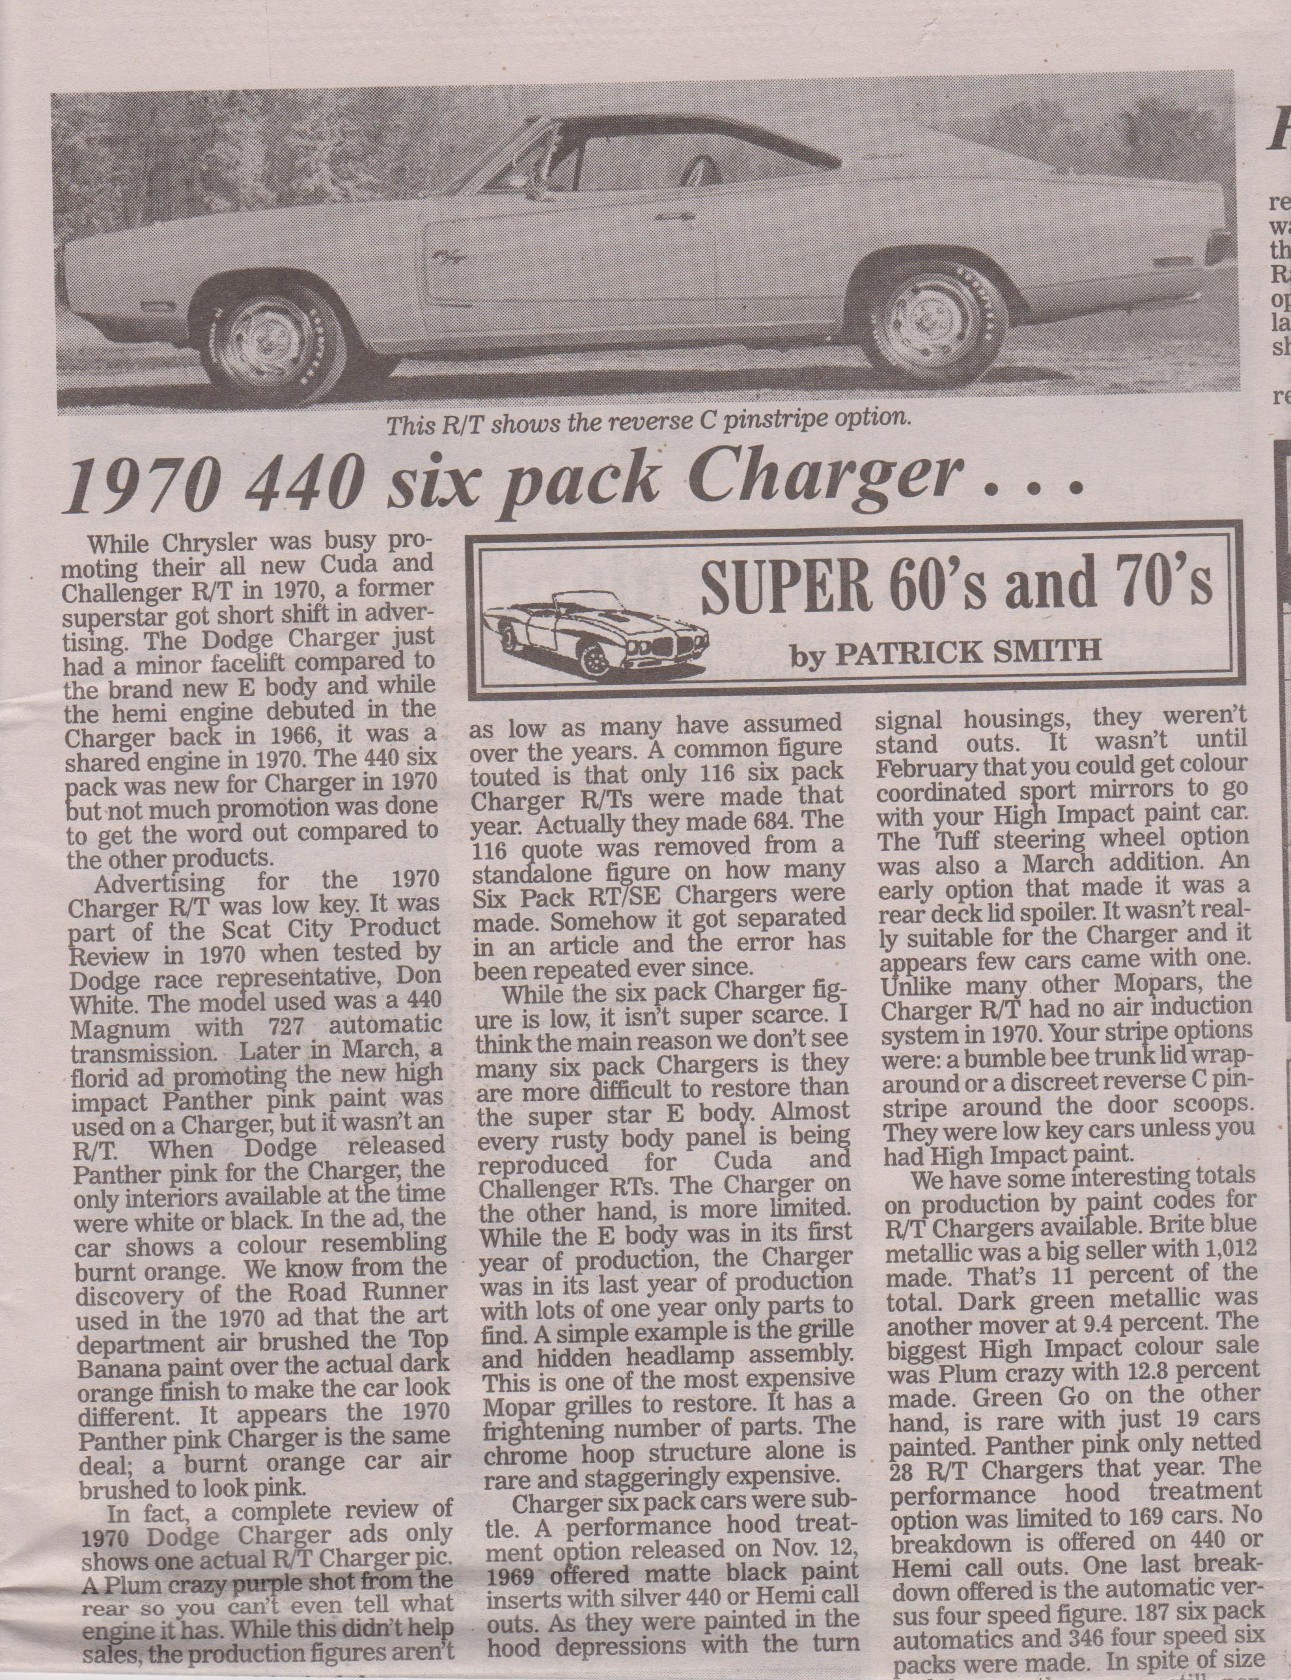 This R/T shows the reverse C pinstripe option.
1970 440 six pack Charger . . .
SUPER 60's and 70's
by PATRICK SMITH
While Chrysler was busy pro-
moting their all new Cuda and
Challenger R/T in 1970, a former
superstar got short shift in adver-
tising. The Dodge Charger just
had a minor facelift compared to
the brand new E body and while
the hemi engine debuted in the
Charger back in 1966, it was a
shared engine in 1970. The 440 six
pack was new for Charger in 1970
but not much promotion was done
to get the word out compared to
the other products.
Advertising for the 1970
Charger R/T was low key. It was
part of the Scat City Product
Review in 1970 when tested by
Dodge race representative, Don
White. The model used was a 440
Magnum with 727 automatic
transmission. Later in March, a
florid ad promoting the new high
impact Panther pink paint was
used on a Charger, but it wasn't an
R/T. When Dodge released
Panther pink for the Charger, the
only interiors available at the time
were white or black. In the ad, the
car shows a colour resembling
burnt orange. We know from the
discovery of the Road Runner
used in the 1970 ad that the art
department air brushed the Top
Banana paint over the actual dark
orange finish to make the car look
different. It appears the 1970
Panther pink Charger is the same
deal; a burnt orange car air
brushed to look pink.
In fact, a complete review of
1970 Dodge Charger ads only
shows one actual R/T Charger pic.
A Plum crazy purple shot from the
rear so you can't even tell what
engine it has. While this didn't help
sales, the production figures aren't
as low as many have assumed
over the years. A common figure
touted is that only 116 six pack
Charger R/Ts were made that
year. Actually they made 684. The
116 quote was removed from a
standalone figure on how many
Six Pack RT/SE Chargers were
made. Somehow it got separated
in an article and the error has
been repeated ever since.
While the six pack Charger fig-
ure is low, it isn't super scarce. I
think the main reason we don't see
many six pack Chargers is they
are more difficult to restore than
the super star E body. Almost
every rusty body panel is being
reproduced for Cuda and
Challenger RTs. The Charger on
the other hand, is more limited.
While the E body was in its first
year of production, the Charger
was in its last year of production
with lots of one year only parts to
find. A simple example is the grille
and hidden headlamp assembly.
This is one of the most expensive
Mopar grilles to restore. It has a
frightening number of parts. The
chrome hoop structure alone is
rare and staggeringly expensive.
Charger six pack cars were sub-
tle. A performance hood treat-
ment option released on Nov. 12,
1969 offered matte black paint
inserts with silver 440 or Hemi call
outs. As they were painted in the
hood depressions with the turn
signal housings, they weren't
stand outs. It wasn't until
February that you could get colour
coordinated sport mirrors to go
with your High Impact paint car.
The Tuff steering wheel option
was also a March addition. An
early option that made it was a
rear deck lid spoiler. It wasn't real-
ly suitable for the Charger and it
appears few cars came with one.
Unlike many other Mopars, the
Charger R/T had no air induction
system in 1970. Your stripe options
were: a bumble bee trunk lid wrap-
around or a discreet reverse C pin-
stripe around the door scoops.
They were low key cars unless you
had High Impact paint.
We have some interesting totals
on production by paint codes for
R/T Chargers available. Brite blue
metallic was a big seller with 1,012
made. That's 11 percent of the
total. Dark green metallic was
another mover at 9.4 percent. The
biggest High Impact colour sale
was Plum crazy with 12.8 percent
made. Green Go on the other
hand, is rare with just 19 cars
painted. Panther pink only netted
28 R/T Chargers that year. The
performance hood treatment
option was limited to 169 cars. No
breakdown is offered on 440 or
Hemi call outs. One last break-
down offered is the automatic ver-
sus four speed figure. 187 six pack
automatics and 346 four speed six
packs were made. In spite of size